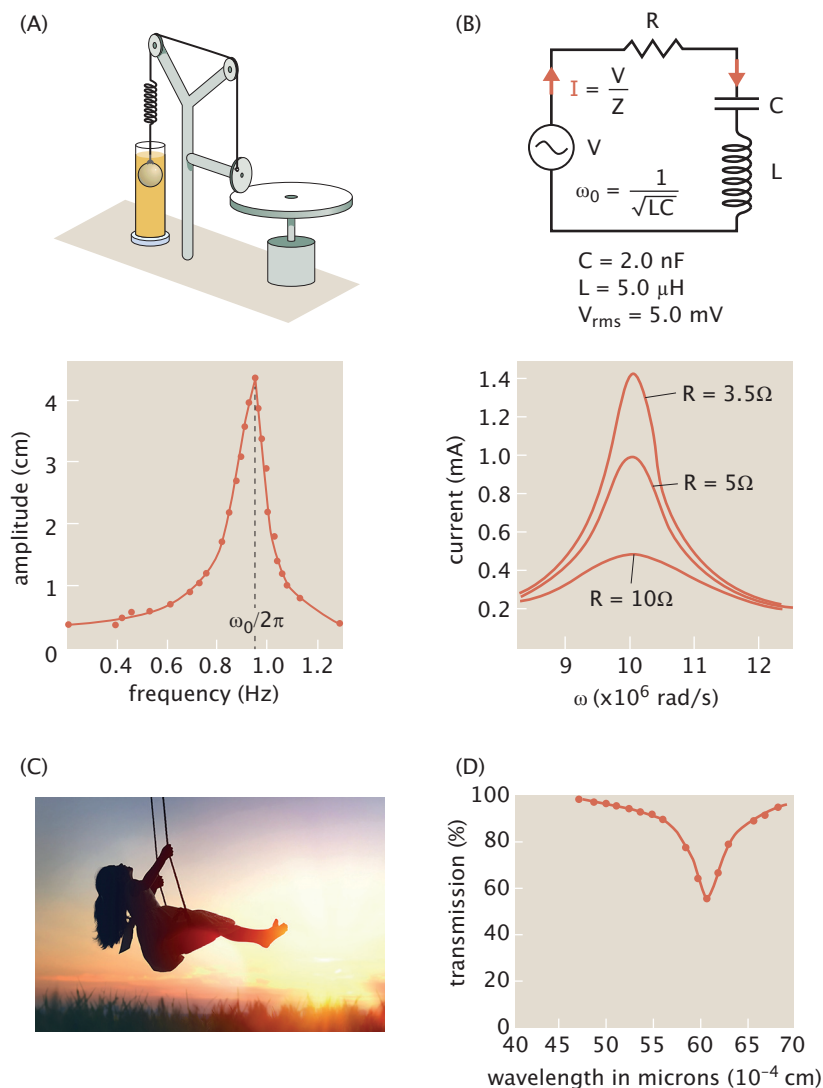 (A)
(B)
R
I = V/Z
C
V
L
ω₀ = 1/√LC
C = 2.0 nF
L = 5.0 μH
Vrms = 5.0 mV
amplitude (cm)
4
3
2
1
0
ω₀/2π
0.4 0.6 0.8 1.0 1.2
frequency (Hz)
current (mA)
1.4
1.2
1.0
0.8
0.6
0.4
0.2
R = 3.5Ω
R = 5Ω
R = 10Ω
9 10 11 12
ω (x10⁶ rad/s)
(C)
(D)
transmission (%)
100
80
60
40
20
0
40 45 50 55 60 65 70
wavelength in microns (10⁻⁴ cm)